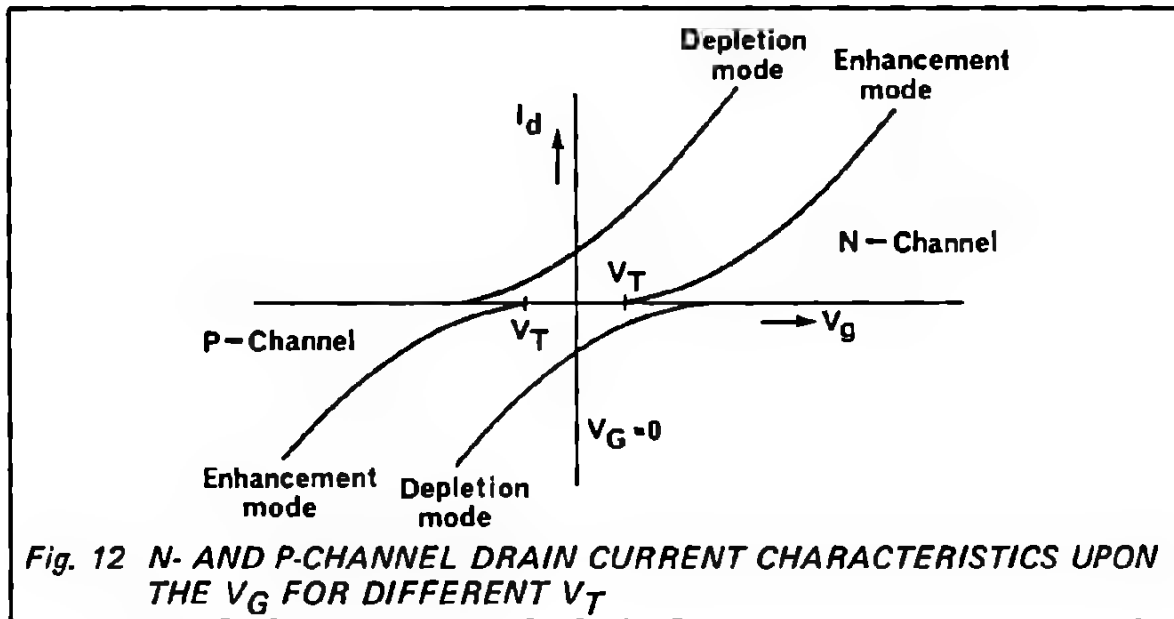 Depletion
mode
Enhancement
mode
I_d
N-Channel
V_T
V_T
V_g
P-Channel
V_G=0
Enhancement
mode
Depletion
mode
Fig. 12 N- AND P-CHANNEL DRAIN CURRENT CHARACTERISTICS UPON
THE V_G FOR DIFFERENT V_T